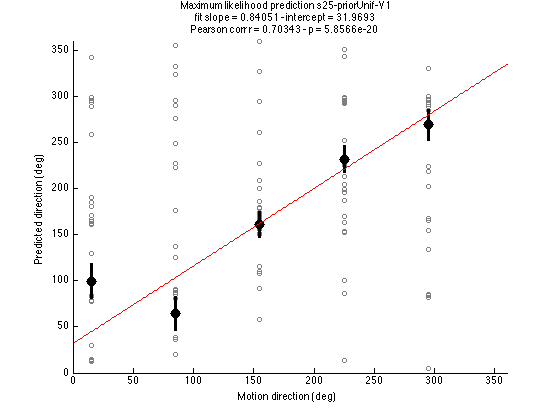 Maximum likelihood prediction s25-priorUnif-V1
fit slope = 0.84051 -intercept = 31.9693
Pearson corr r = 0.70343 - p = 5.8566e-20
350
300
250
200
150
100
50
0
Predicted direction (deg)
0 50 100 150 200 250 300 350
Motion direction (deg)